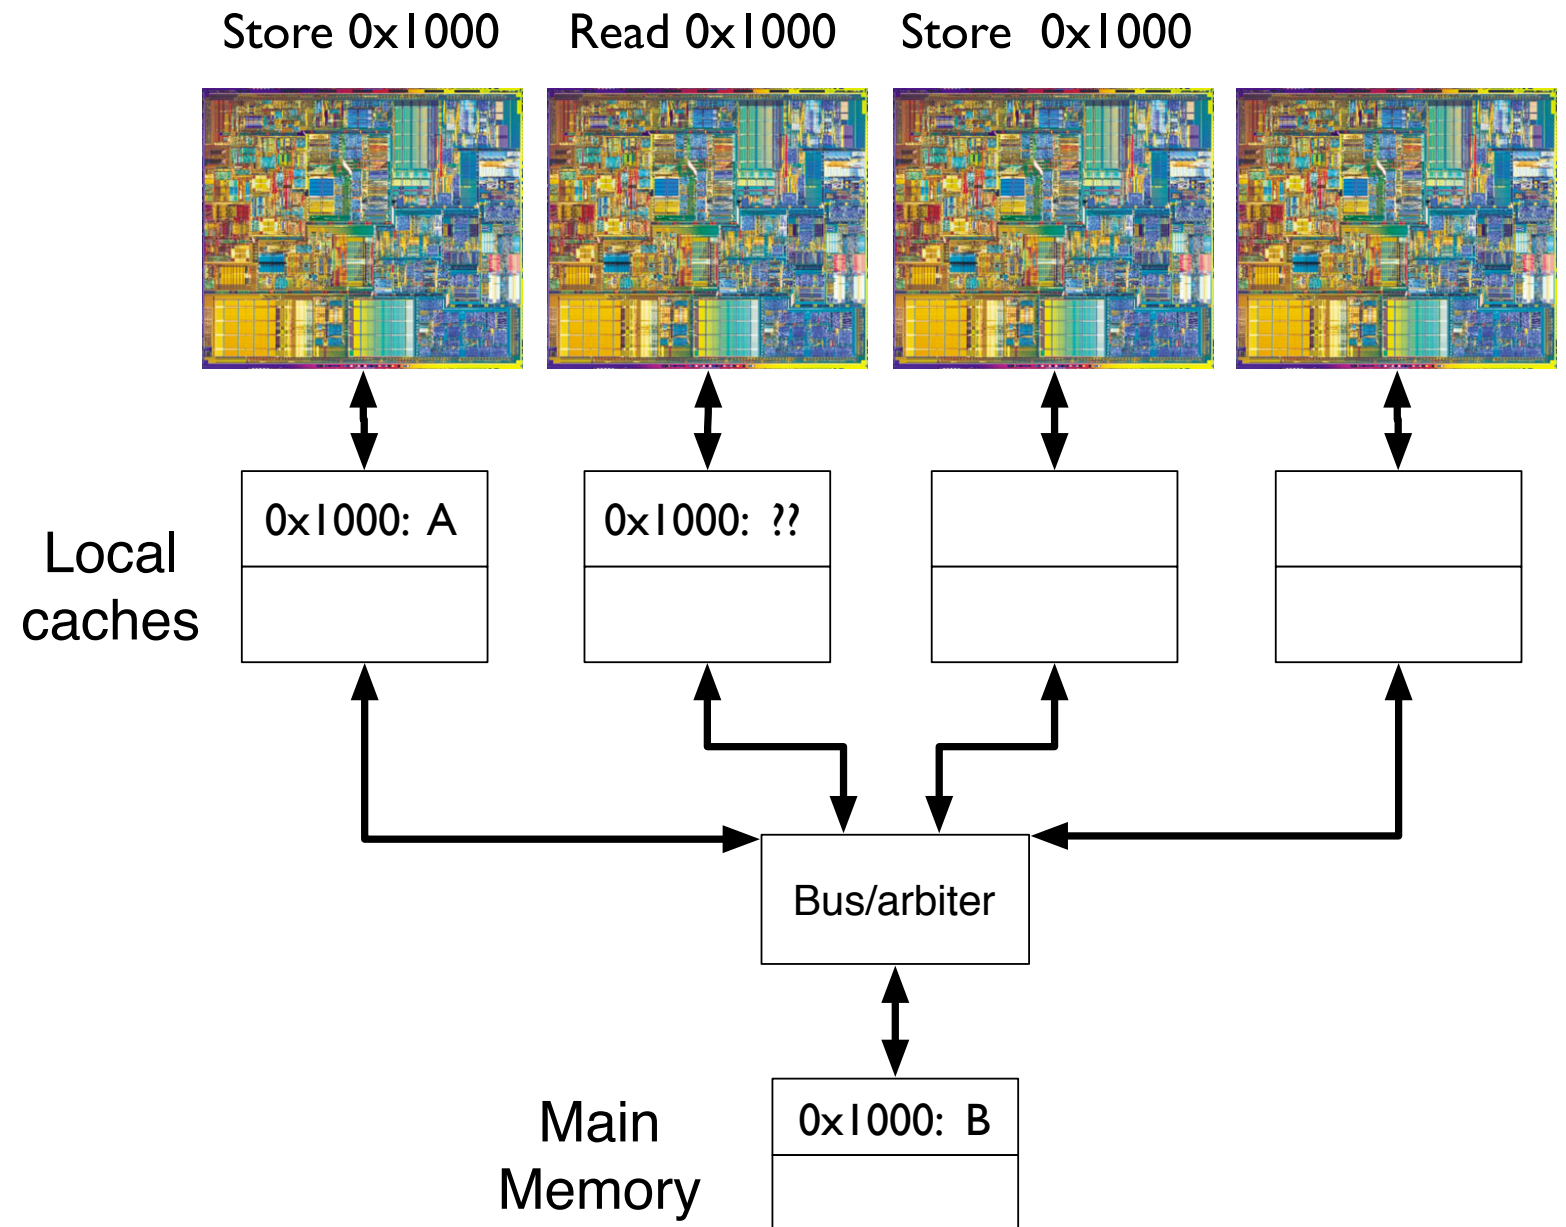 Store 0x1000
Read 0x1000
Store 0x1000
Local
caches
0x1000: A
0x1000: ??
Bus/arbiter
Main
Memory
0x1000: B